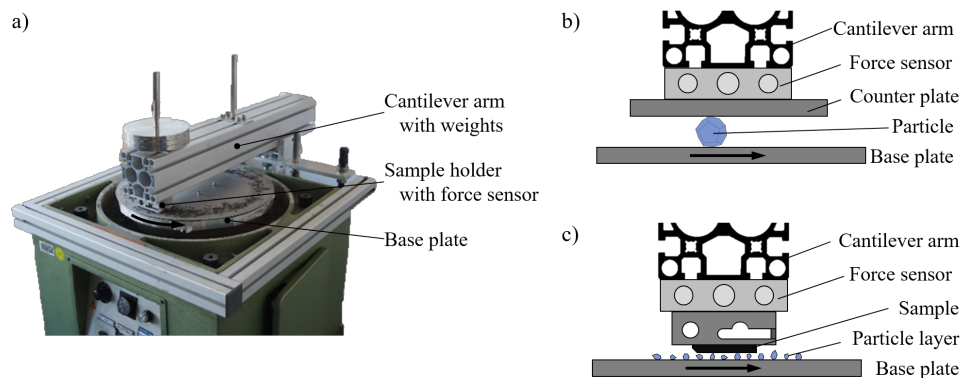 a)
Cantilever arm
with weights
Sample holder
with force sensor
Base plate
b)
Cantilever arm
Force sensor
Counter plate
Particle
Base plate
c)
Cantilever arm
Force sensor
Sample
Particle layer
Base plate